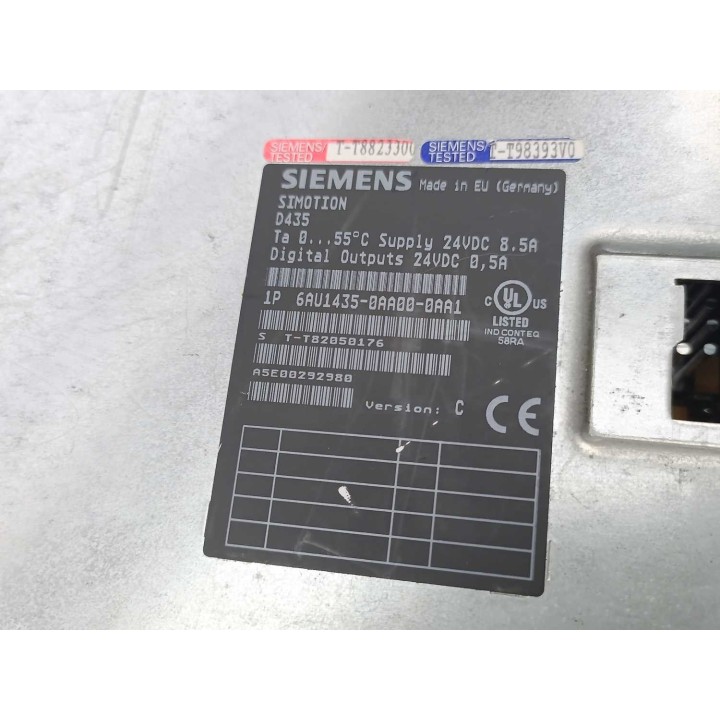 SIEMENS TESTED T-T882330
SIEMENS TESTED T-T98393V0
SIEMENS Made in EU (Germany)
SIMOTION
D435
Ta 0...55°C Supply 24VDC 8.5A
Digital Outputs 24VDC 0,5A
1P 6AU1435-0AA00-0AA1
C UL US
LISTED
IND CONT EQ
58RA
S T-T82050176
A5E00292980
Version: C CE